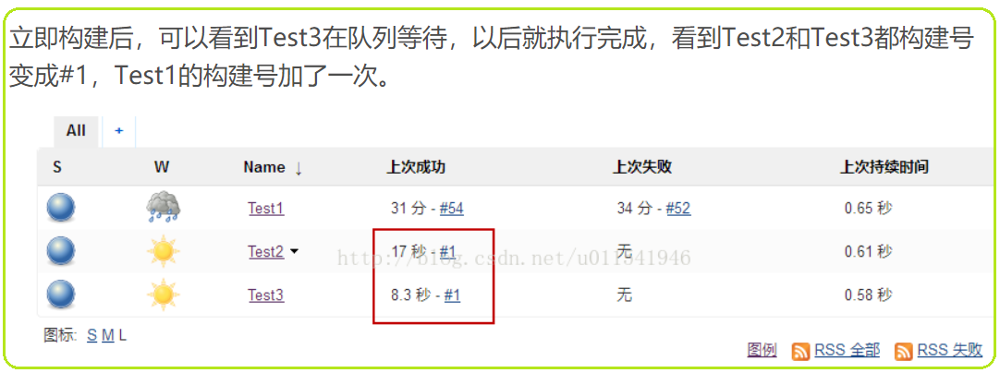 立即构建后，可以看到Test3在队列等待，以后就执行完成，看到Test2和Test3都构建号
变成#1，Test1的构建号加了一次。
All +
S W Name ↓ 上次成功 上次失败 上次持续时间
Test1 31 分 - #54 34 分 - #52 0.65 秒
Test2 17 秒 - #1 无 0.61 秒
http://blog.csdn.net/u011541946
Test3 8.3 秒 - #1 无 0.58 秒
图标: S M L
图例 RSS 全部 RSS 失败